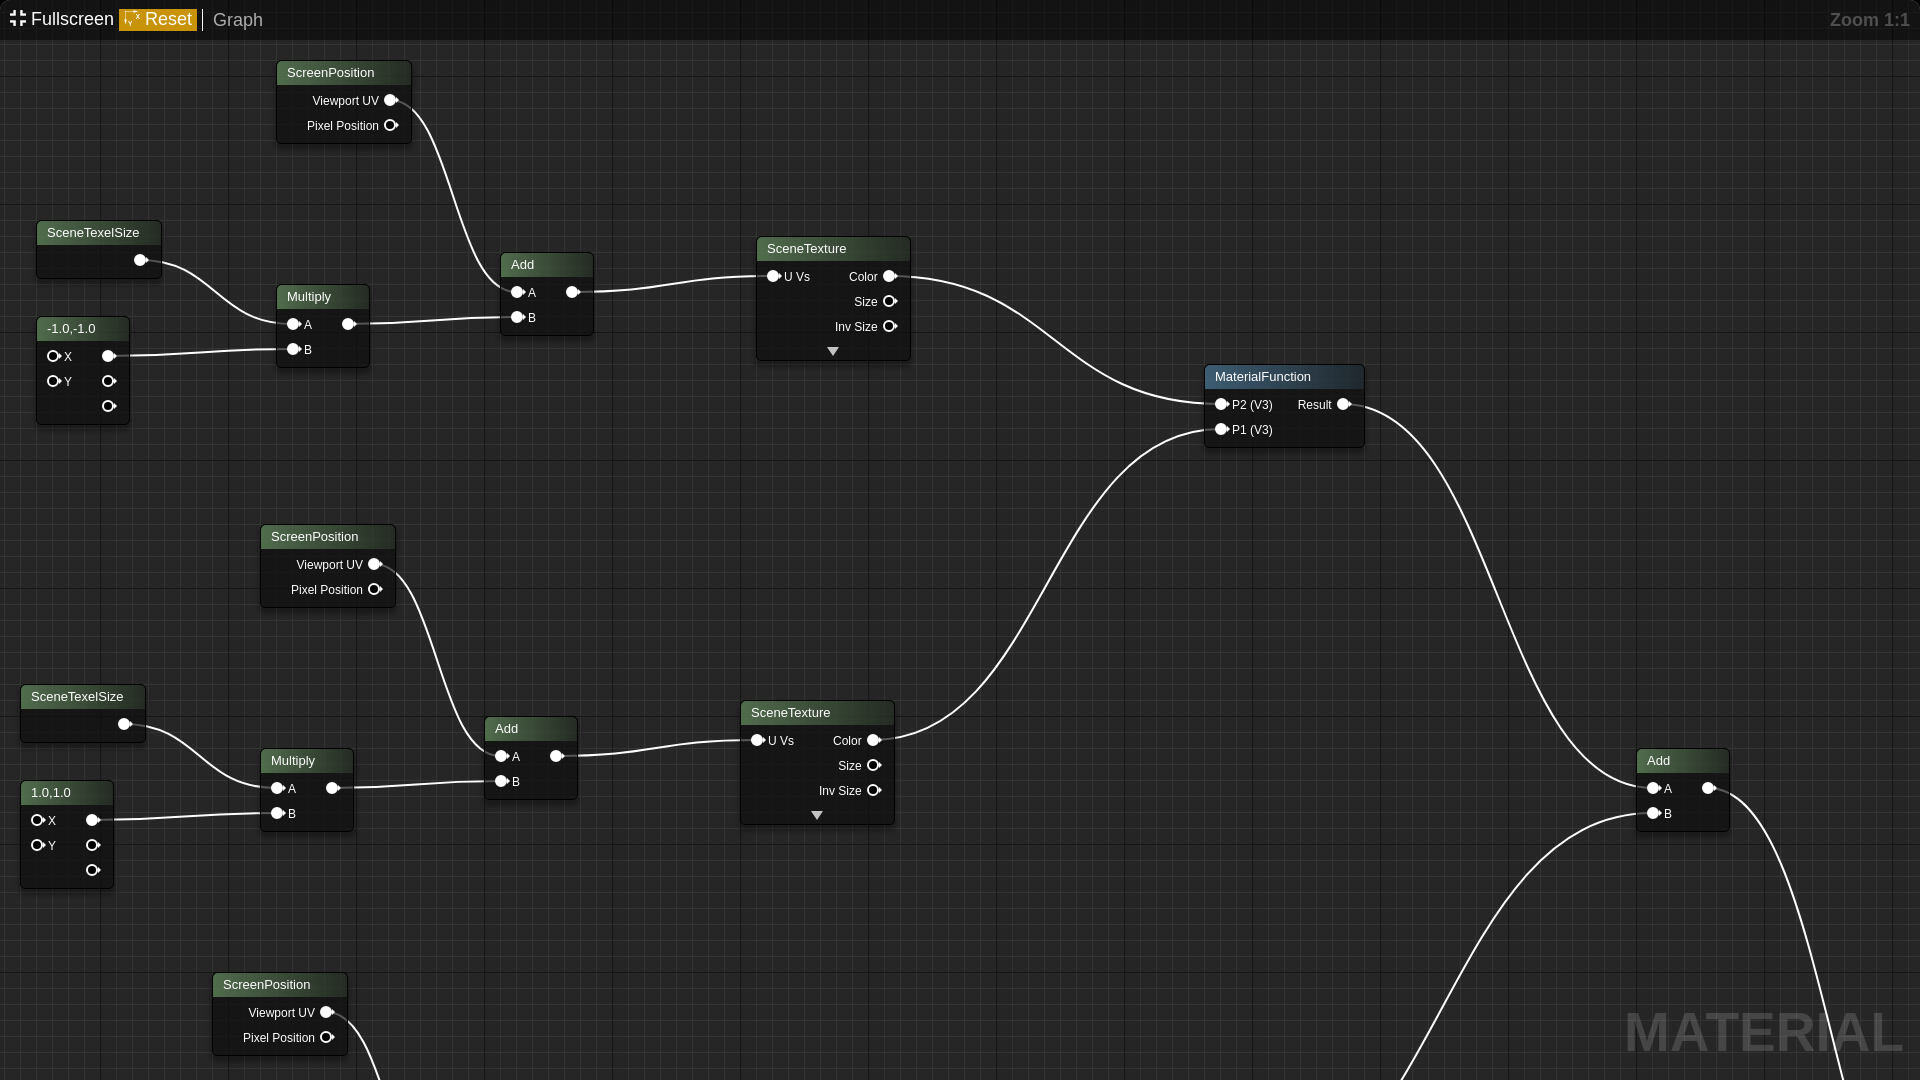 Fullscreen Reset Graph Zoom 1:1
ScreenPosition
Viewport UV
Pixel Position
SceneTexelSize
-1.0,-1.0
X
Y
Multiply
A
B
Add
A
B
SceneTexture
U Vs Color
Size
Inv Size
MaterialFunction
P2 (V3) Result
P1 (V3)
ScreenPosition
Viewport UV
Pixel Position
SceneTexelSize
1.0,1.0
X
Y
Multiply
A
B
Add
A
B
SceneTexture
U Vs Color
Size
Inv Size
Add
A
B
ScreenPosition
Viewport UV
Pixel Position
MATERIAL